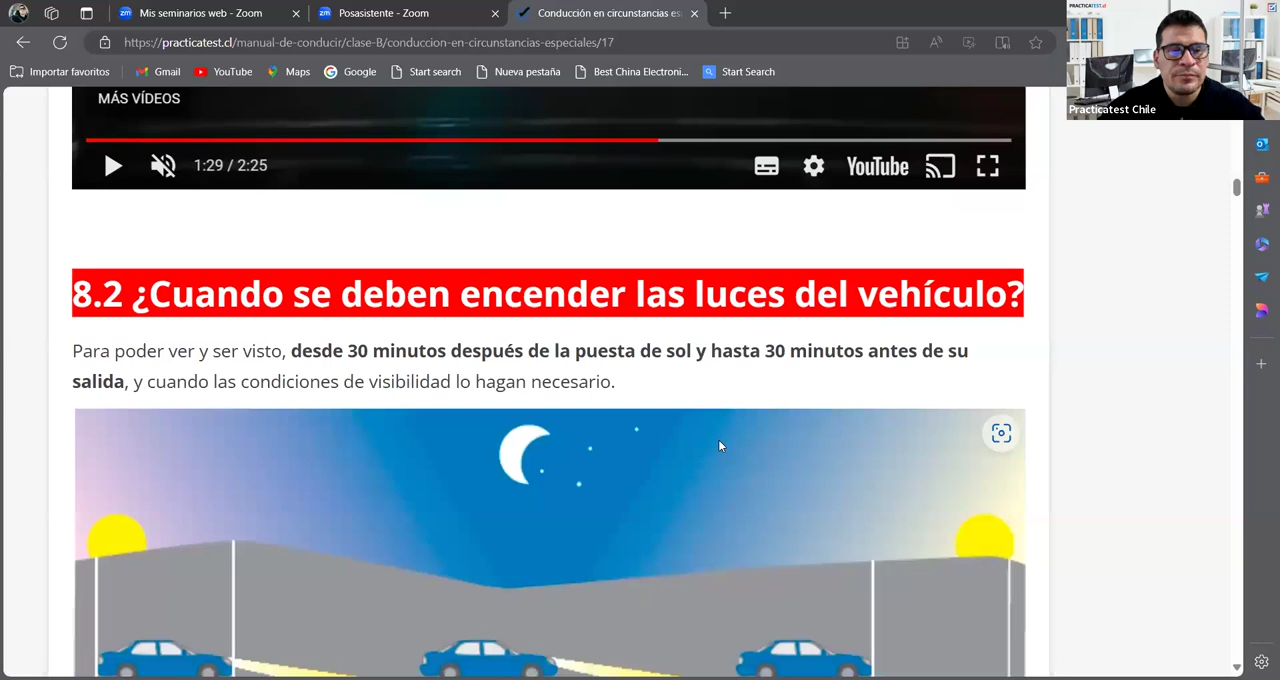 Mis seminarios web - Zoom
Posasistente - Zoom
Conducción en circunstancias es
https://practicatest.cl/manual-de-conducir/clase-B/conduccion-en-circunstancias-especiales/17
Importar favoritos
Gmail
YouTube
Maps
Google
Start search
Nueva pestaña
Best China Electroni...
Start Search
PRACTICATEST.cl
Practicatest Chile
MÁS VÍDEOS
1:29 / 2:25
YouTube
8.2 ¿Cuando se deben encender las luces del vehículo?
Para poder ver y ser visto, desde 30 minutos después de la puesta de sol y hasta 30 minutos antes de su
salida, y cuando las condiciones de visibilidad lo hagan necesario.